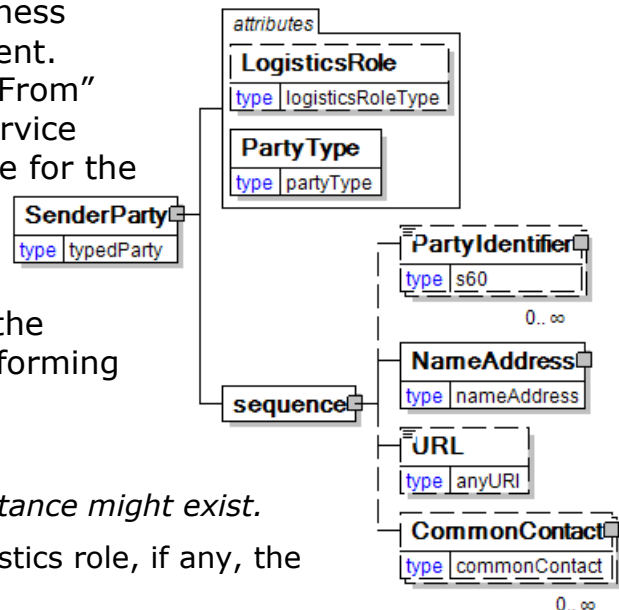 ness
ent.
From”
rvice
e for the
the
forming
tance might exist.
istics role, if any, the
attributes
LogisticsRole
type logisticsRoleType
PartyType
type partyType
SenderParty
type typedParty
sequence
PartyIdentifier
type s60
0.. ∞
NameAddress
type nameAddress
URL
type anyURI
CommonContact
type commonContact
0.. ∞